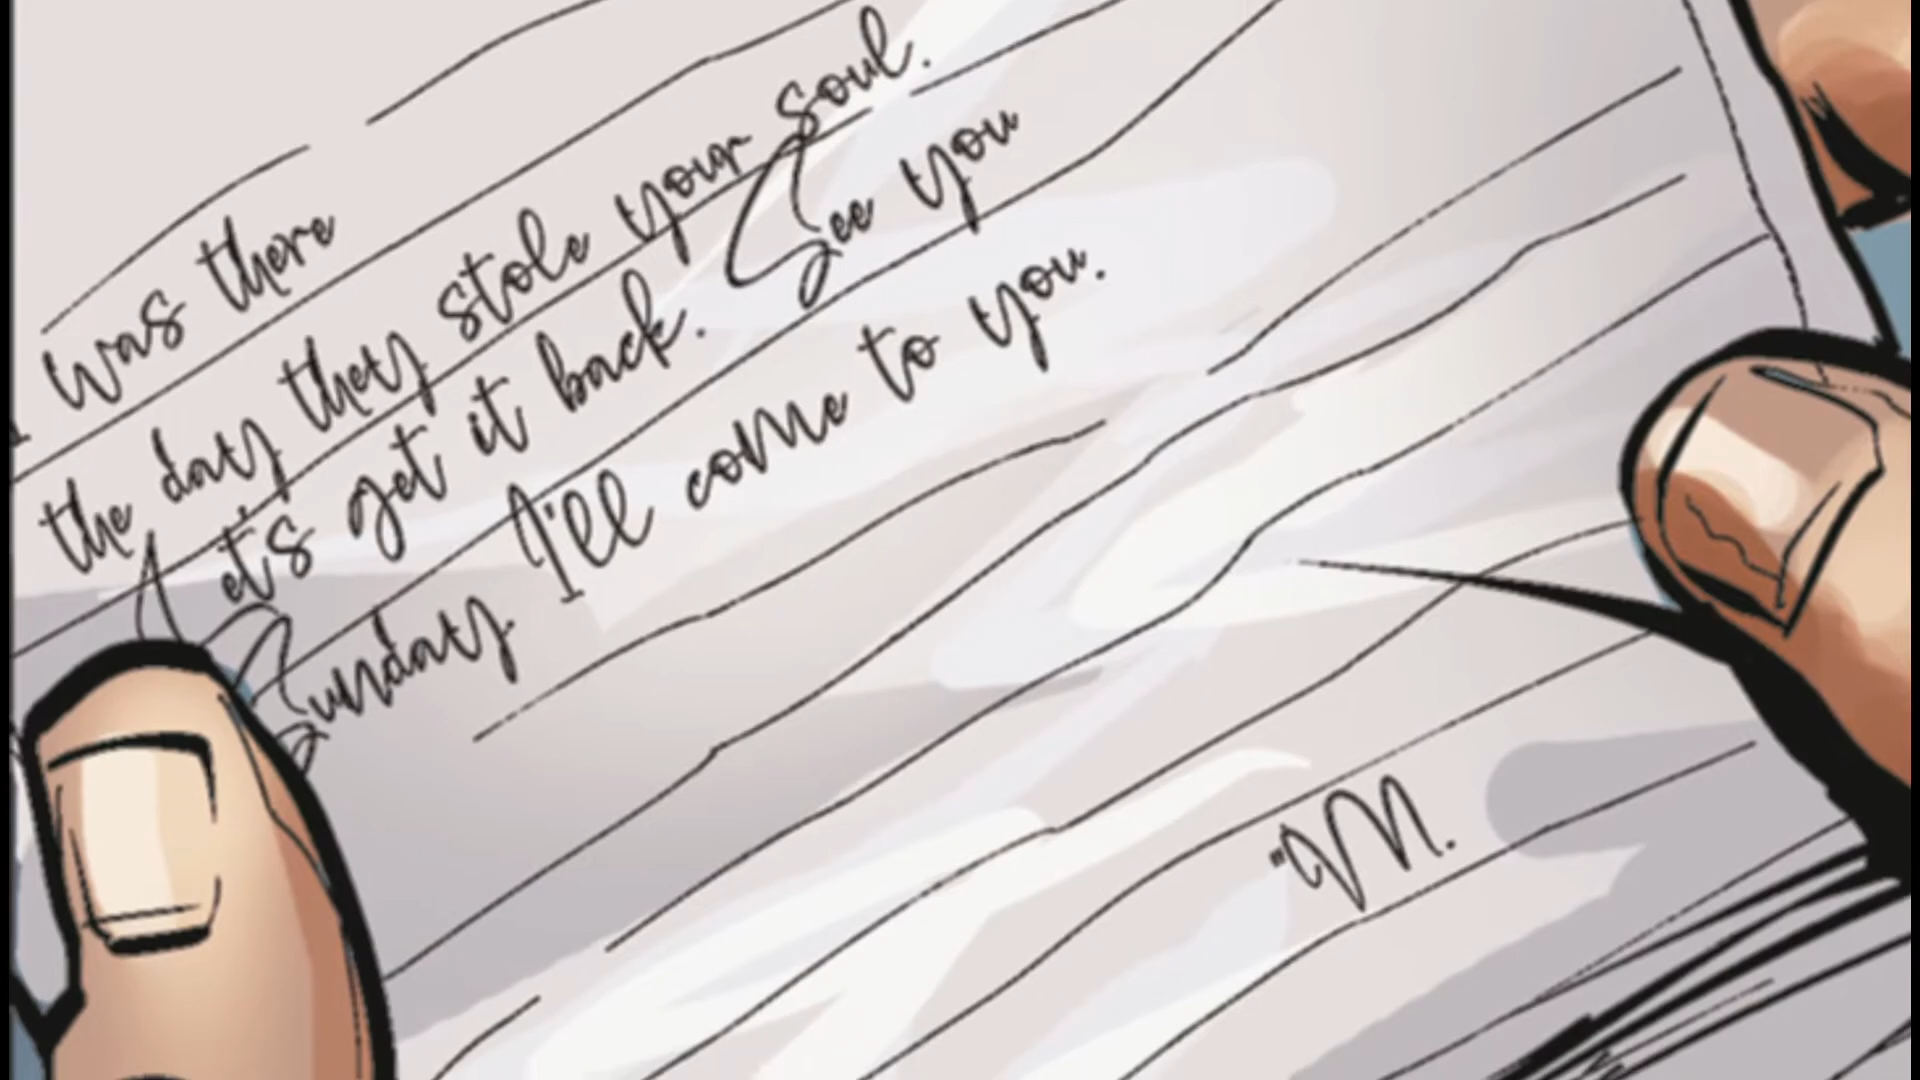 I was there
the day they stole your soul.
Let's get it back. See you
Sunday. I'll come to you.
"M.